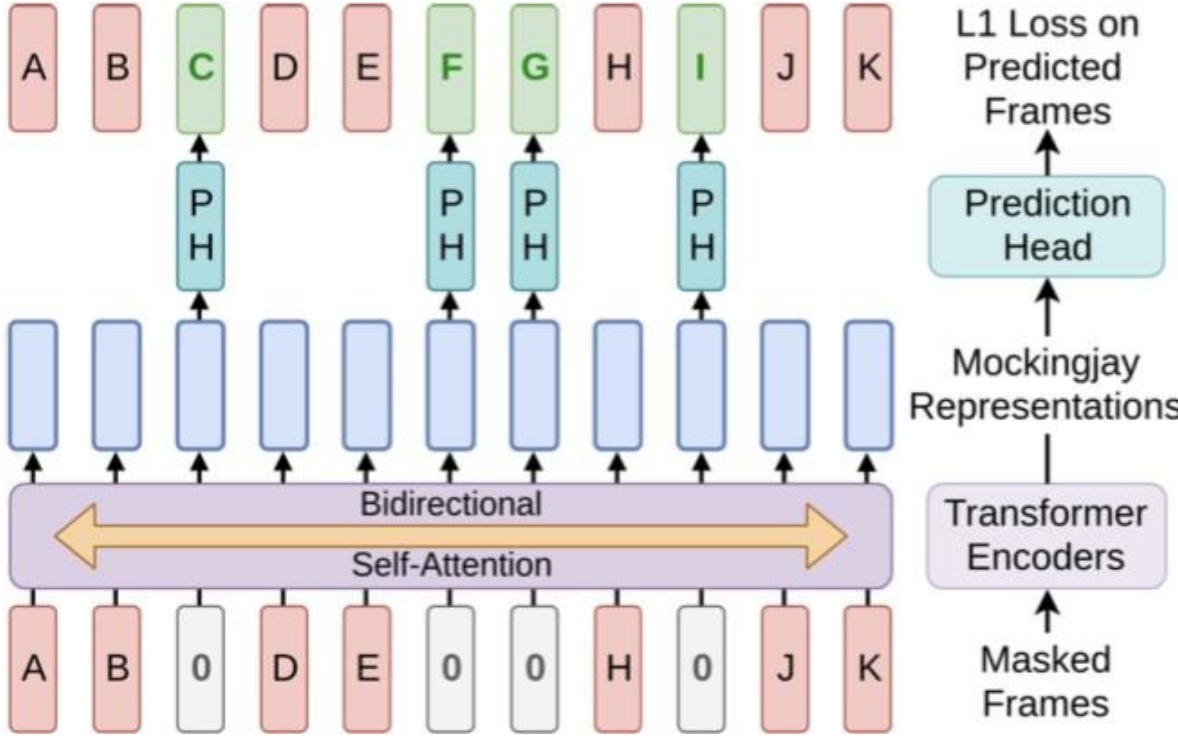 A B C D E F G H I J K
P H P H P H P H
Bidirectional
Self-Attention
A B 0 D E 0 0 H 0 J K
L1 Loss on
Predicted
Frames
Prediction
Head
Mockingjay
Representations
Transformer
Encoders
Masked
Frames